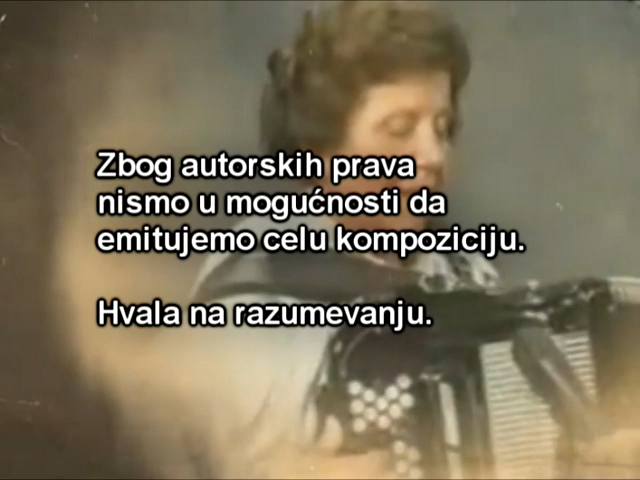 Zbog autorskih prava
nismo u mogućnosti da
emitujemo celu kompoziciju.
Hvala na razumevanju.